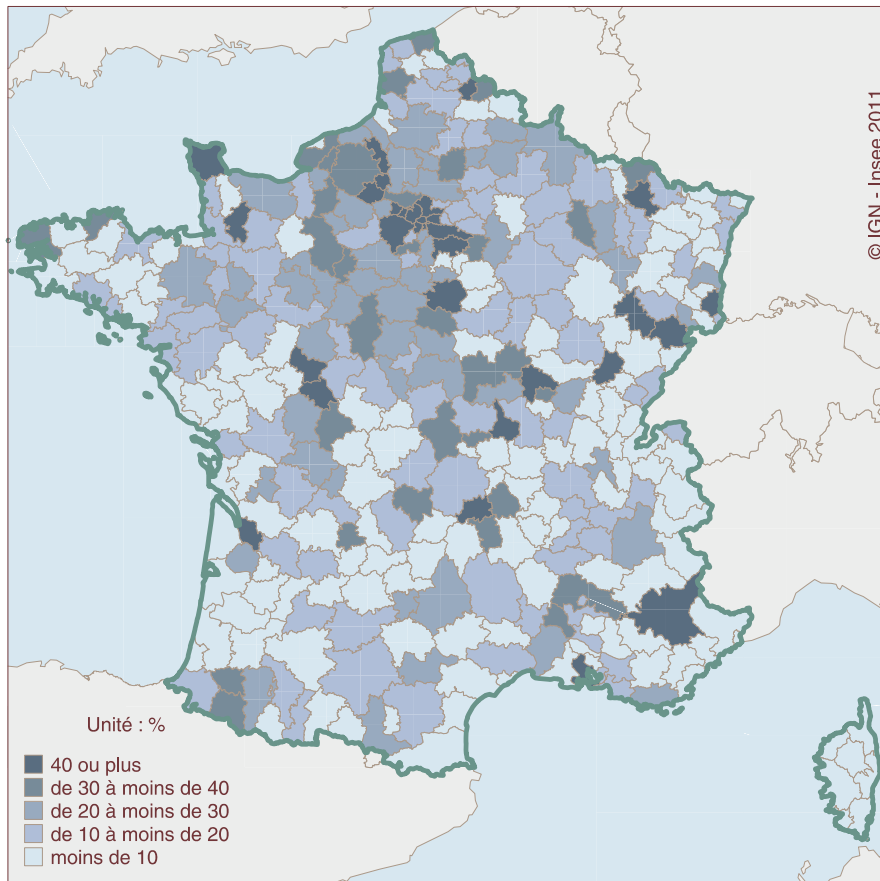 © IGN - Insee 2011
Unité : %
40 ou plus
de 30 à moins de 40
de 20 à moins de 30
de 10 à moins de 20
moins de 10